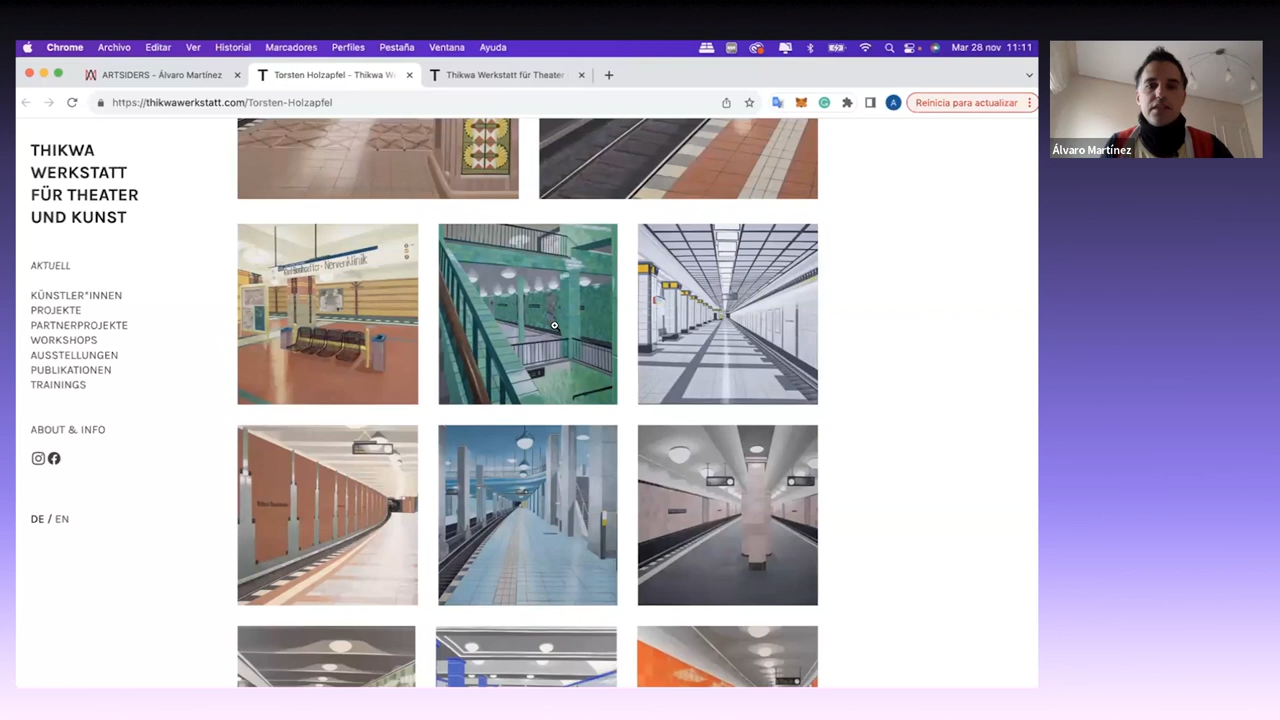 Chrome Archivo Editar Ver Historial Marcadores Perfiles Pestaña Ventana Ayuda Mar 28 nov 11:11
ARTSIDERS - Álvaro Martínez Torsten Holzapfel - Thikwa W Thikwa Werkstatt für Theater
https://thikwawerkstatt.com/Torsten-Holzapfel A Reinicia para actualizar
Álvaro Martínez
THIKWA
WERKSTATT
FÜR THEATER
UND KUNST
AKTUELL
KÜNSTLER*INNEN
PROJEKTE
PARTNERPROJEKTE
WORKSHOPS
AUSSTELLUNGEN
PUBLIKATIONEN
TRAININGS
ABOUT & INFO
DE / EN
Nervenklinik